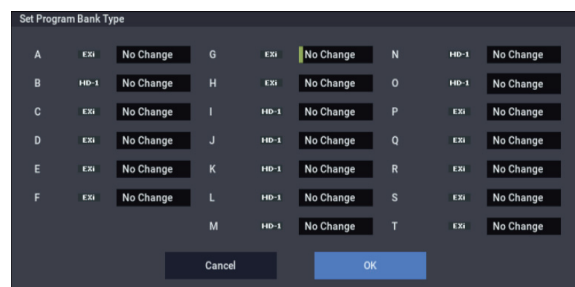 Set Program Bank Type
A EXi No Change G EXi No Change N HD-1 No Change
B HD-1 No Change H EXi No Change O HD-1 No Change
C EXi No Change I HD-1 No Change P EXi No Change
D EXi No Change J HD-1 No Change Q EXi No Change
E EXi No Change K HD-1 No Change R EXi No Change
F EXi No Change L HD-1 No Change S EXi No Change
M HD-1 No Change T EXi No Change
Cancel OK